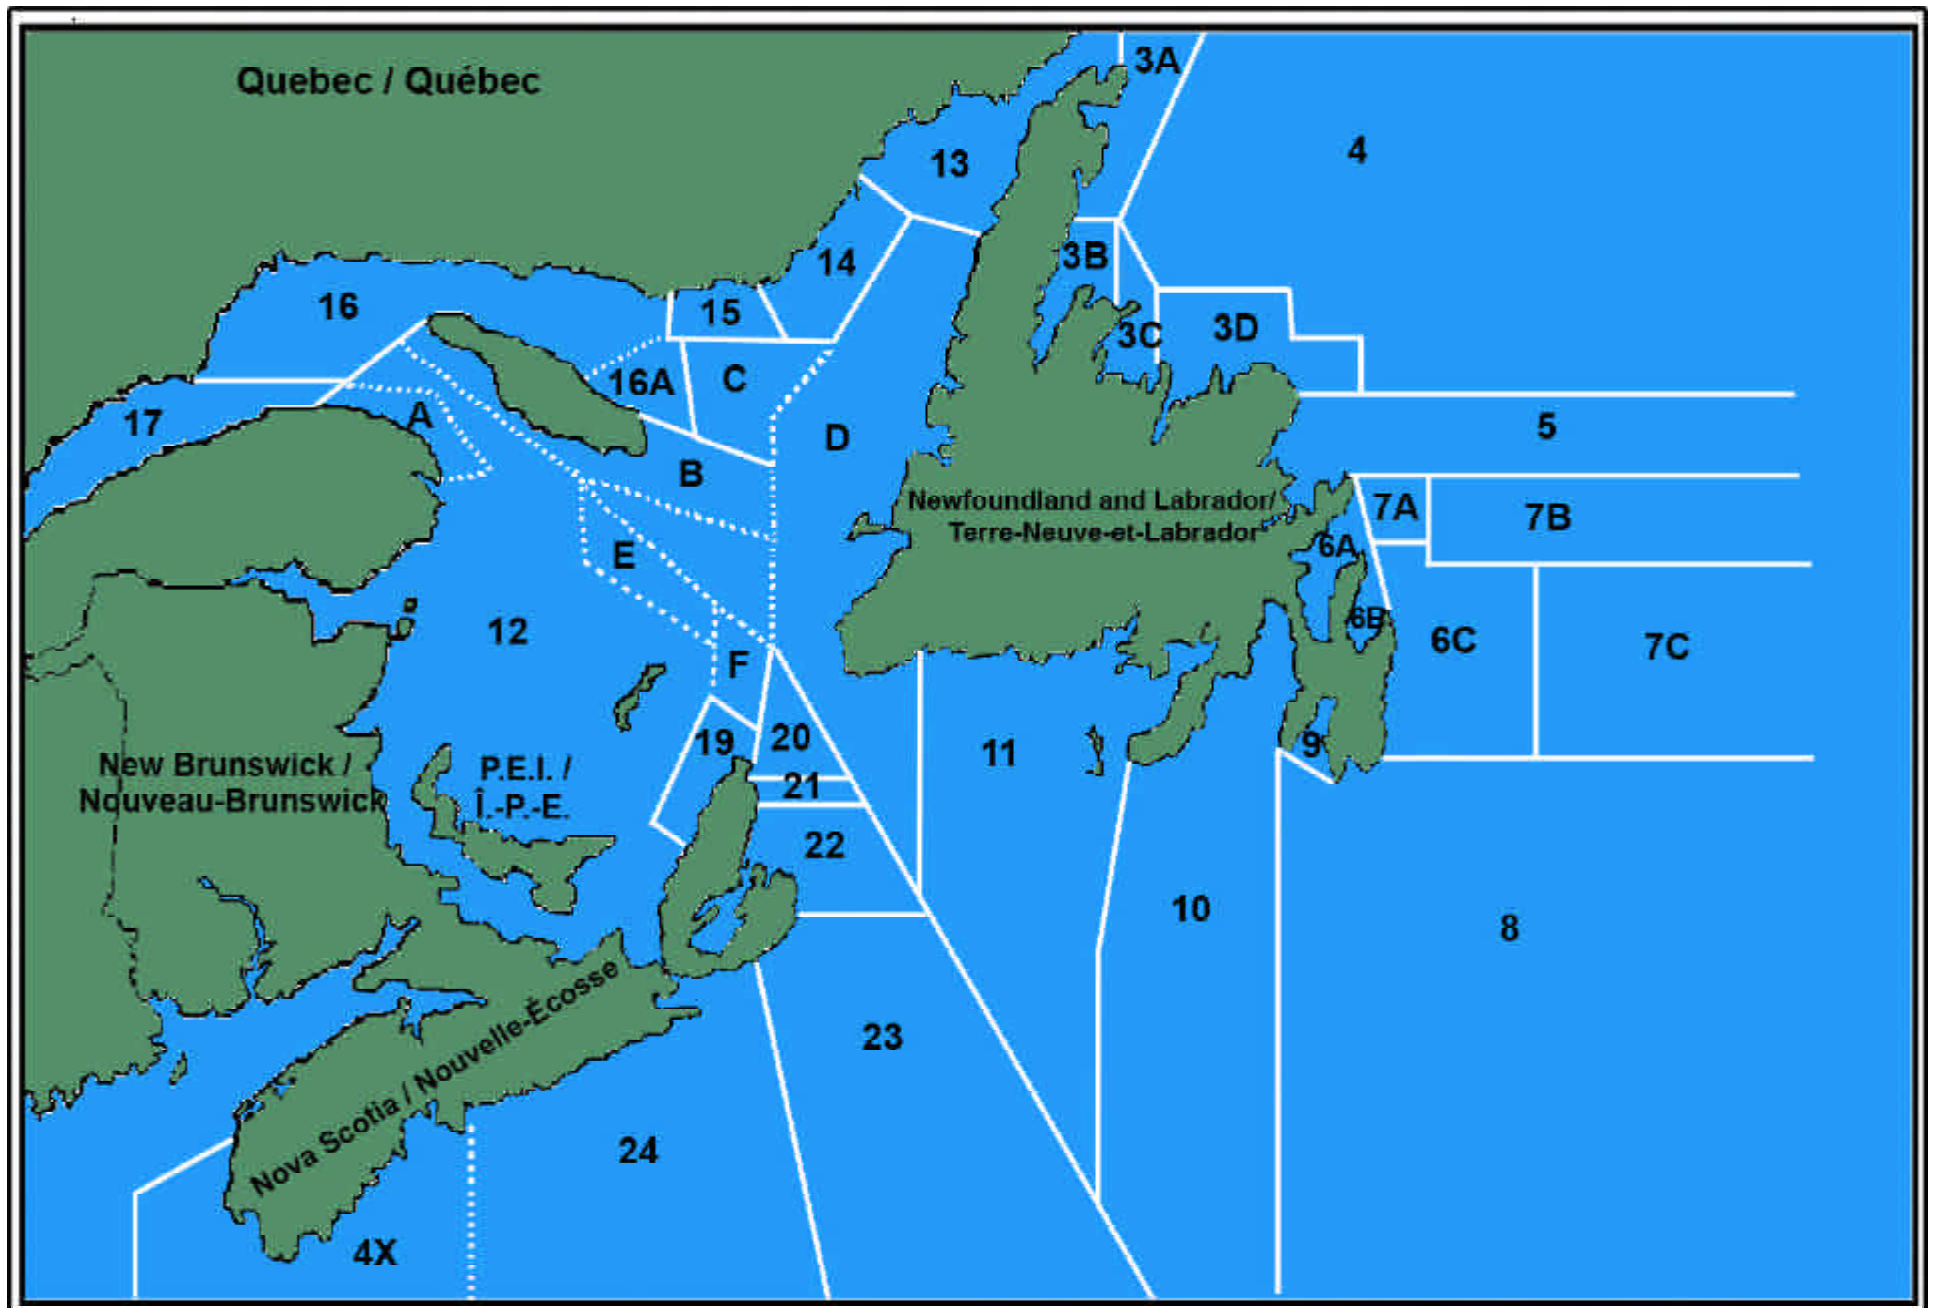 3A
Quebec / Québec
4
13
3B
14
16
15
3C
3D
16A
C
A
17
5
D
B
Newfoundland and Labrador/
Terre-Neuve-et-Labrador
7A
7B
6A
E
6B
12
6C
7C
F
19
20
9
11
New Brunswick /
Nouveau-Brunswick
P.E.I. /
Î.-P.-E.
21
22
10
8
Nova Scotia / Nouvelle-Écosse
23
24
4X